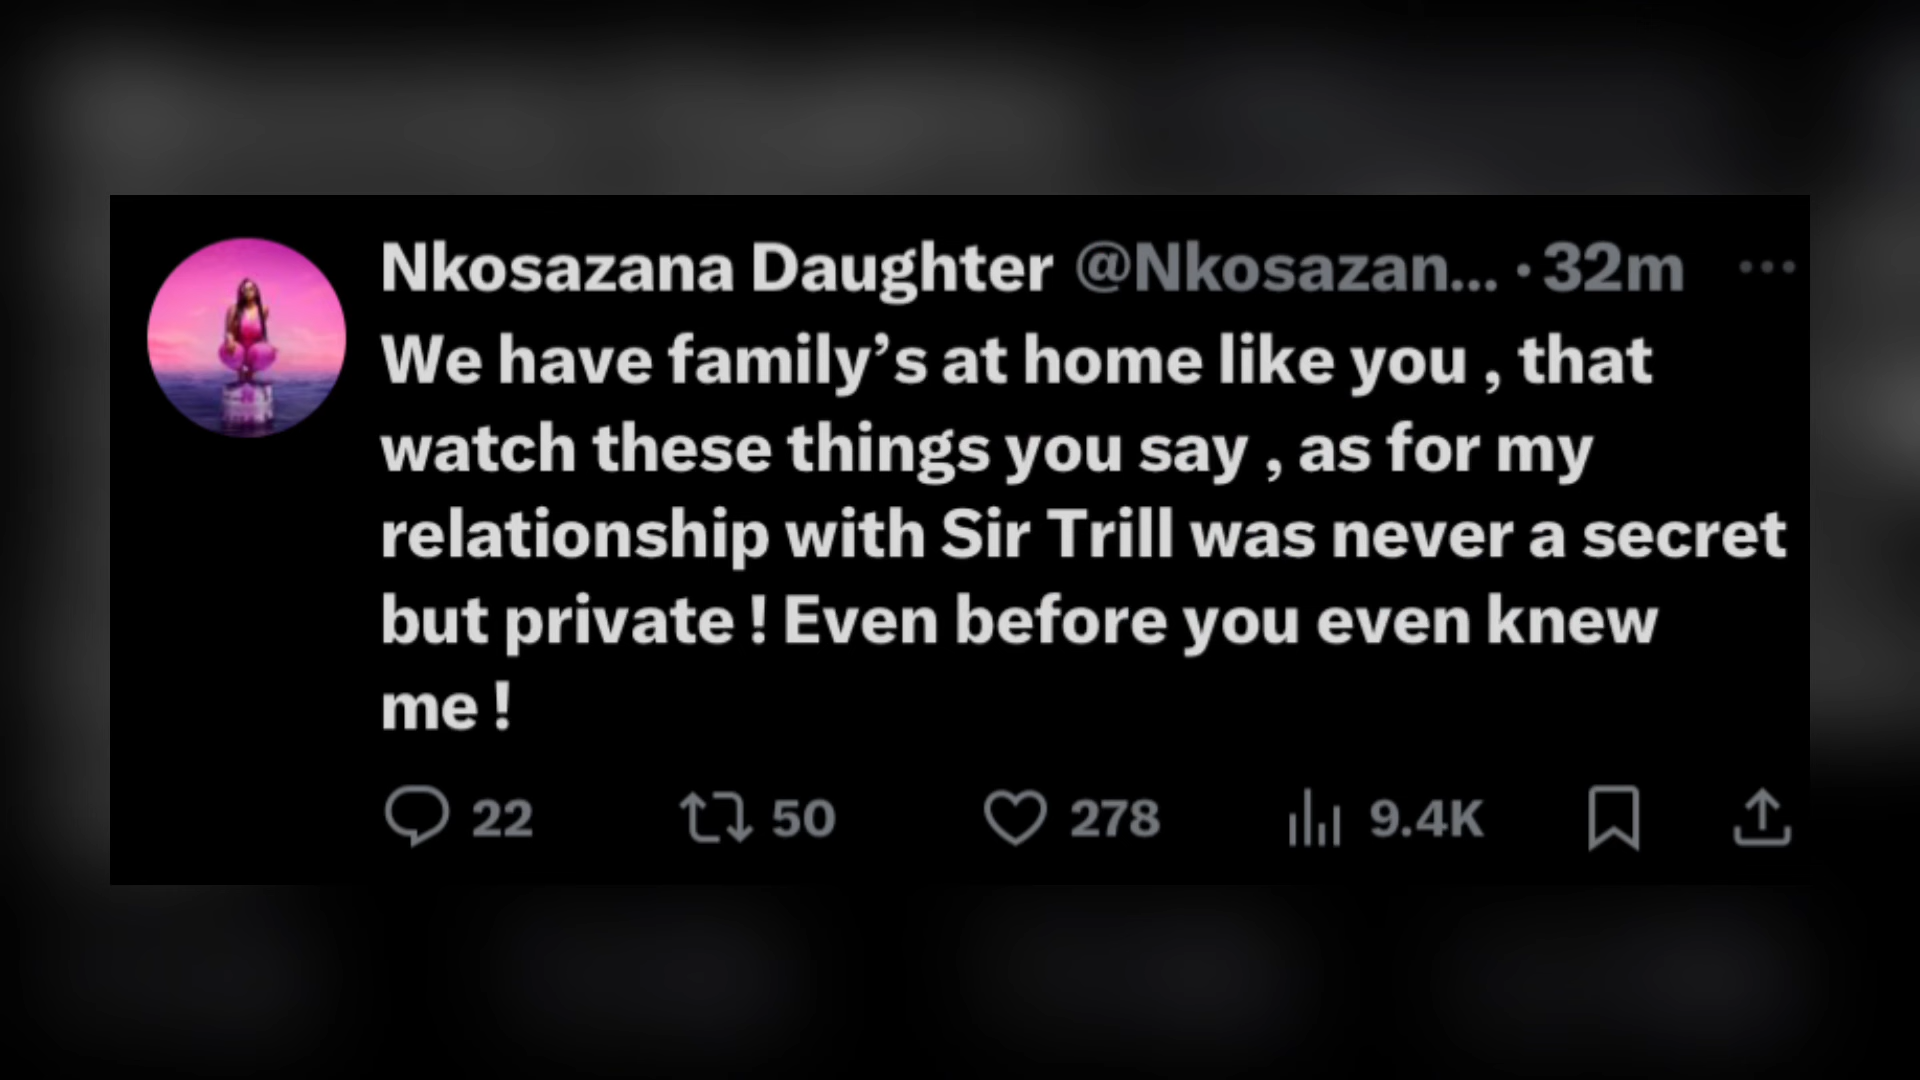 Nkosazana Daughter @Nkosazan... · 32m
We have family’s at home like you , that
watch these things you say , as for my
relationship with Sir Trill was never a secret
but private ! Even before you even knew
me !
22 50 278 9.4K